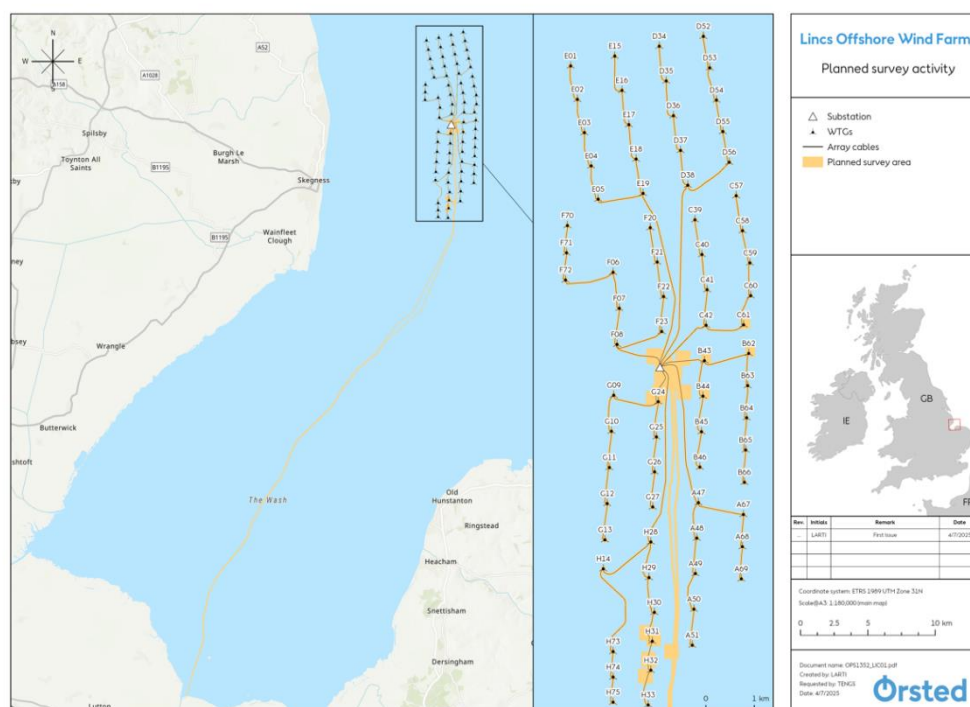 N
W
E
S
A158
A52
A1028
Spilsby
Toynton All
Saints
Burgh Le
Marsh
B1195
Skegness
B1195
Wainfleet
Clough
Wrangle
Butterwick
The Wash
Old
Hunstanton
Ringstead
Heacham
Snettisham
Dersingham
D52
D34
E15
D53
E01
D35
E16
D54
E02
D36
E17
D55
E03
D37
E18
D56
E04
D38
E05
E19
C57
F70
F20
C39
C58
F71
F21
C40
C59
F72
F06
F22
C41
C60
F07
F23
C42
C61
F08
B43
B62
G09
G24
B44
B63
G10
G25
B45
B64
G11
G26
B46
B65
B66
G12
G27
A47
A67
G13
H28
A48
A68
H14
H29
A49
A69
H30
A50
H73
H31
A51
H74
H32
H75
H33
0 1 km
Lincs Offshore Wind Farm
Planned survey activity
Substation
WTGs
Array cables
Planned survey area
GB
IE
Rev. Initials Remark Date
LARTI First Issue 4/7/2025
Coordinate system: ETRS 1989 UTM Zone 31N
Scale@A3: 1:180,000 (main map)
0 2.5 5 10 km
Document name: OPS1352_LIC01.pdf
Created by: LARTI
Requested by: TENGS
Date: 4/7/2025
Ørsted